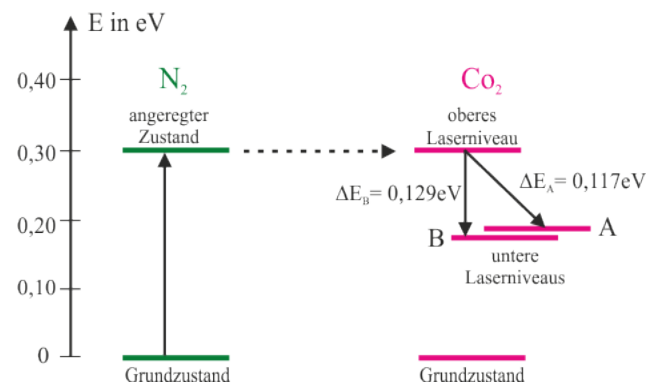 E in eV
0,40
0,30
0,20
0,10
0
N₂
angeregter
Zustand
Grundzustand
Co₂
oberes
Laserniveau
ΔE_B= 0,129eV
ΔE_A= 0,117eV
B
A
untere
Laserniveaus
Grundzustand